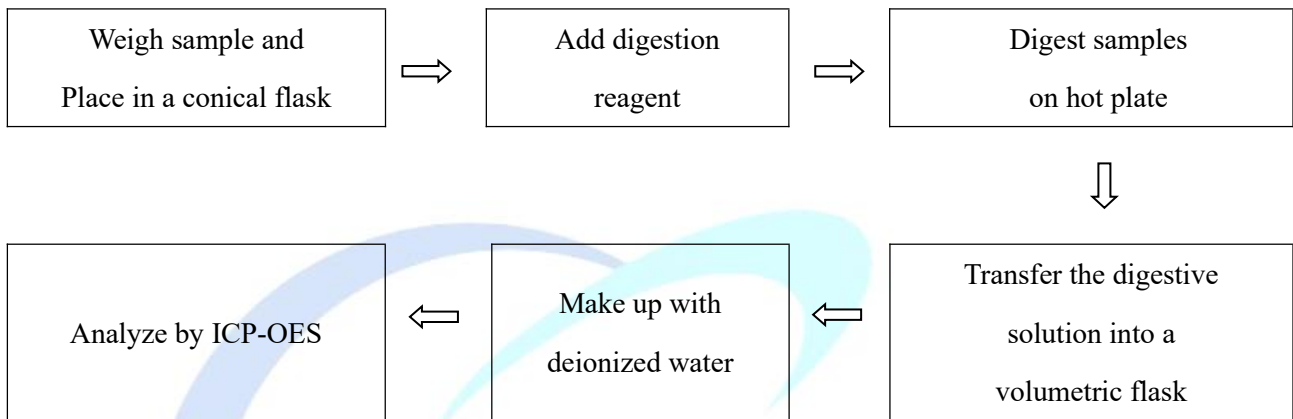 Weigh sample and
Place in a conical flask
Add digestion
reagent
Digest samples
on hot plate
Transfer the digestive
solution into a
volumetric flask
Make up with
deionized water
Analyze by ICP-OES